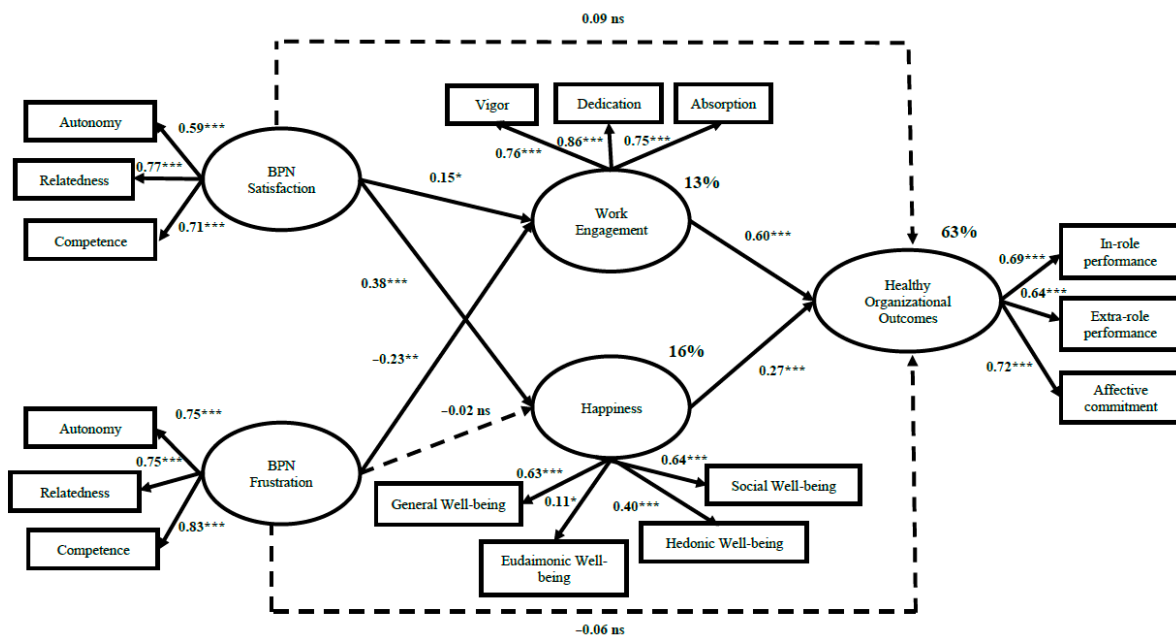 0.09 ns
Vigor
Dedication
Absorption
Autonomy
0.59***
0.76***
0.86***
0.75***
Relatedness
0.77***
BPN
Satisfaction
0.15*
13%
Competence
0.71***
Work
Engagement
63%
0.60***
In-role
performance
0.69***
0.38***
Healthy
Organizational
Outcomes
0.64***
Extra-role
performance
–0.23**
16%
0.27***
0.72***
Affective
commitment
–0.02 ns
Happiness
Autonomy
0.75***
0.75***
BPN
Frustration
0.63***
0.64***
Relatedness
General Well-being
0.11*
0.40***
Social Well-being
0.83***
Competence
Eudaimonic Well-
being
Hedonic Well-being
–0.06 ns